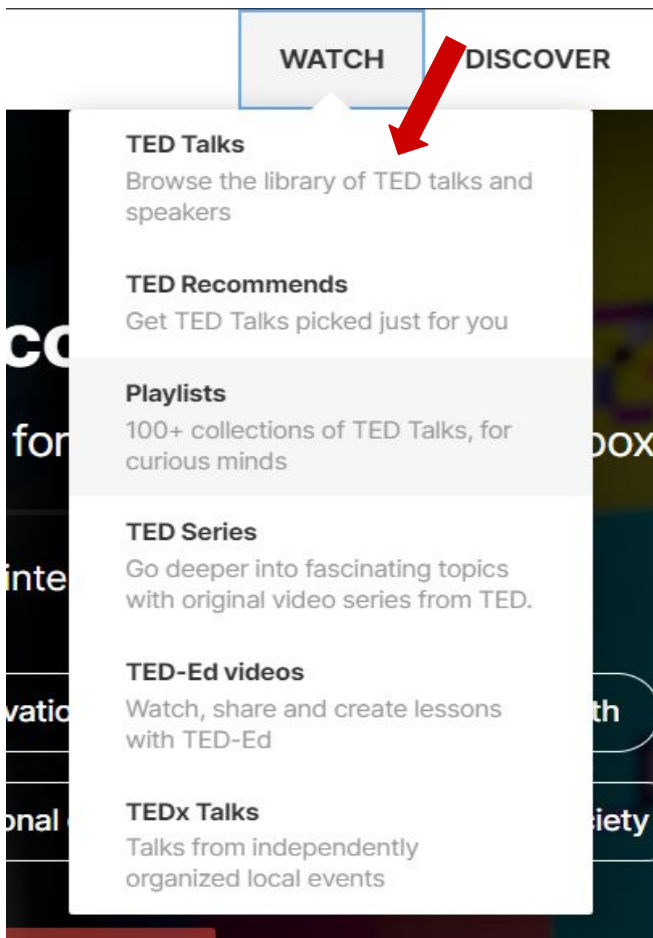 WATCH DISCOVER
TED Talks
Browse the library of TED talks and
speakers
TED Recommends
Get TED Talks picked just for you
Playlists
100+ collections of TED Talks, for
curious minds
for
TED Series
Go deeper into fascinating topics
with original video series from TED.
TED-Ed videos
Watch, share and create lessons
with TED-Ed
TEDx Talks
Talks from independently
organized local events